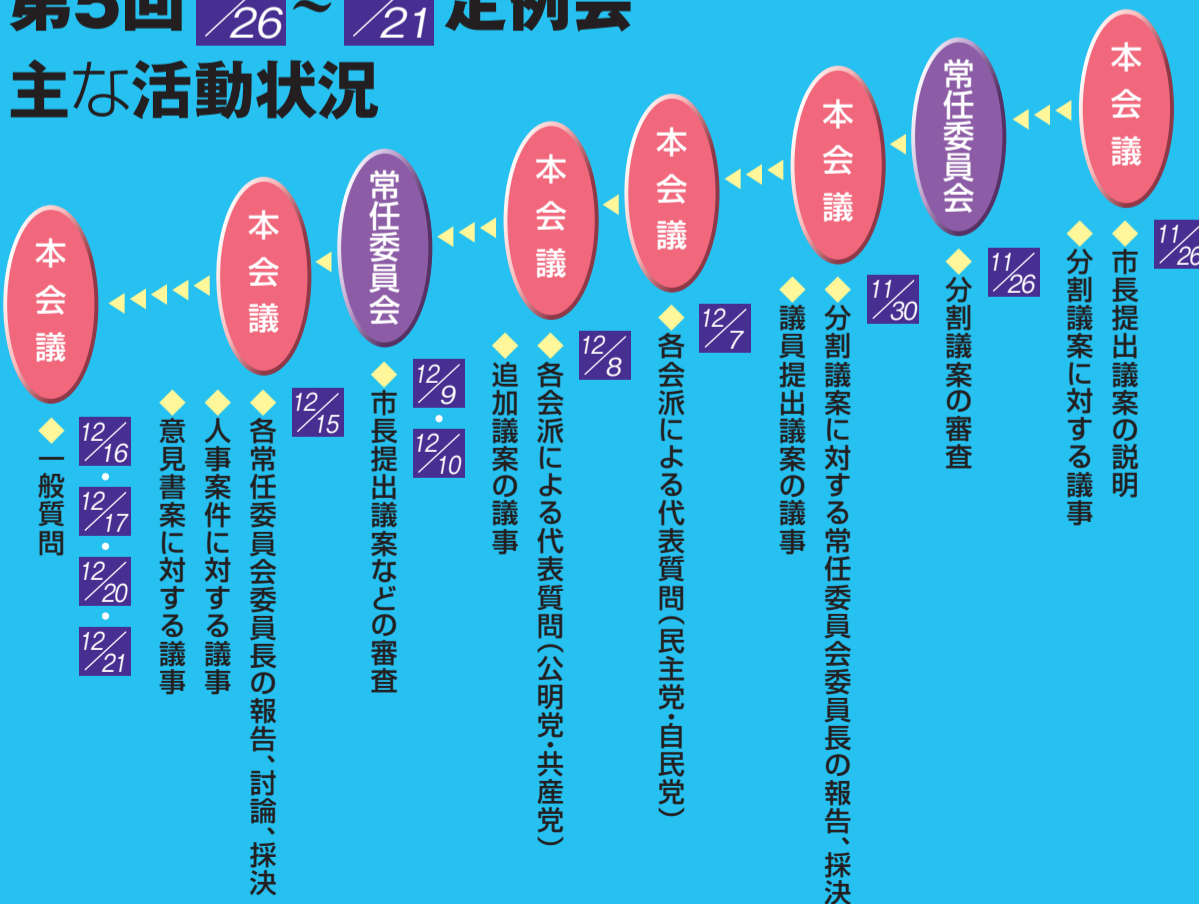 第5回 /26〜/21 定例会
主な活動状況
本会議
11/26
◆市長提出議案の説明
◆分割議案に対する議事
常任委員会
11/26
◆分割議案の審査
本会議
11/30
◆分割議案に対する常任委員会委員長の報告、採決
◆議員提出議案の議事
本会議
12/7
◆各会派による代表質問(民主党・自民党)
本会議
12/8
◆各会派による代表質問(公明党・共産党)
◆追加議案の議事
常任委員会
12/9・12/10
◆市長提出議案などの審査
本会議
12/15
◆各常任委員会委員長の報告、討論、採決
◆人事案件に対する議事
◆意見書案に対する議事
本会議
12/16・12/17・12/20・12/21
◆一般質問